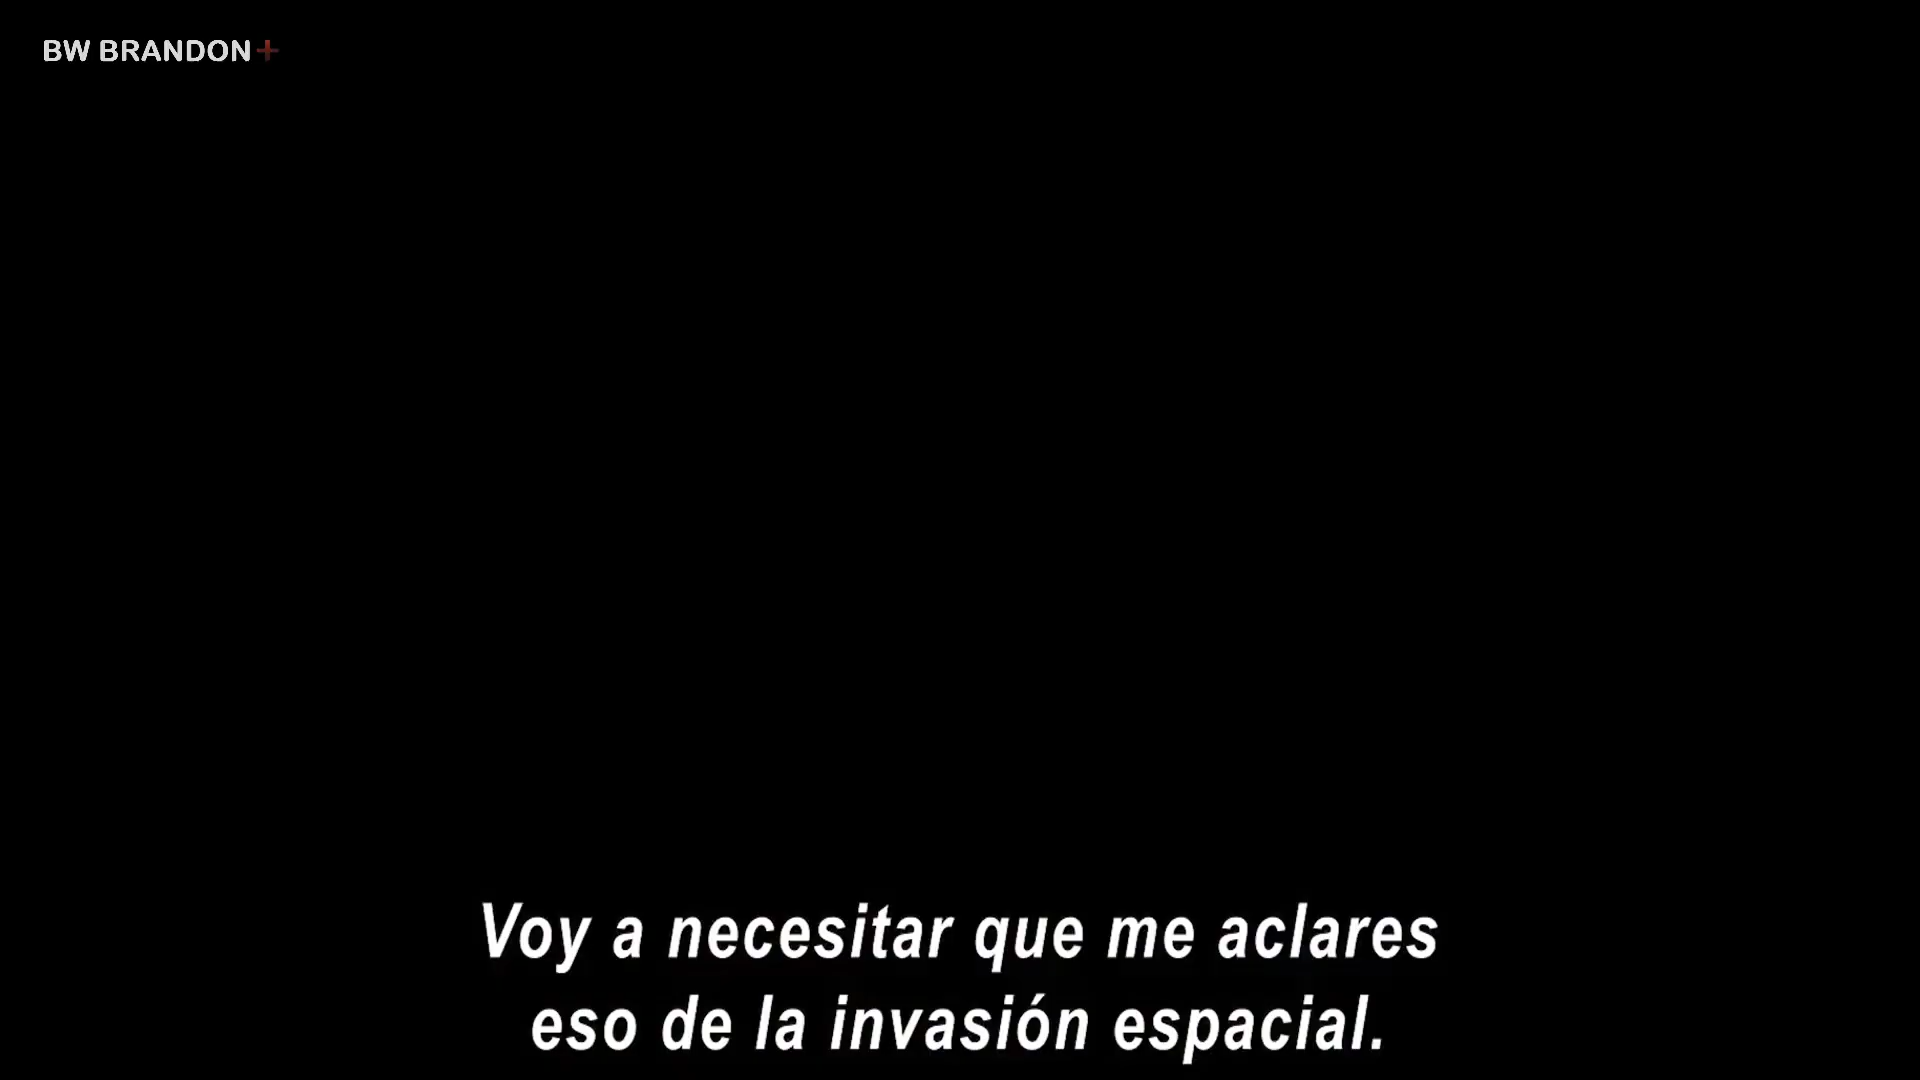 BW BRANDON+
Voy a necesitar que me aclares
eso de la invasión espacial.